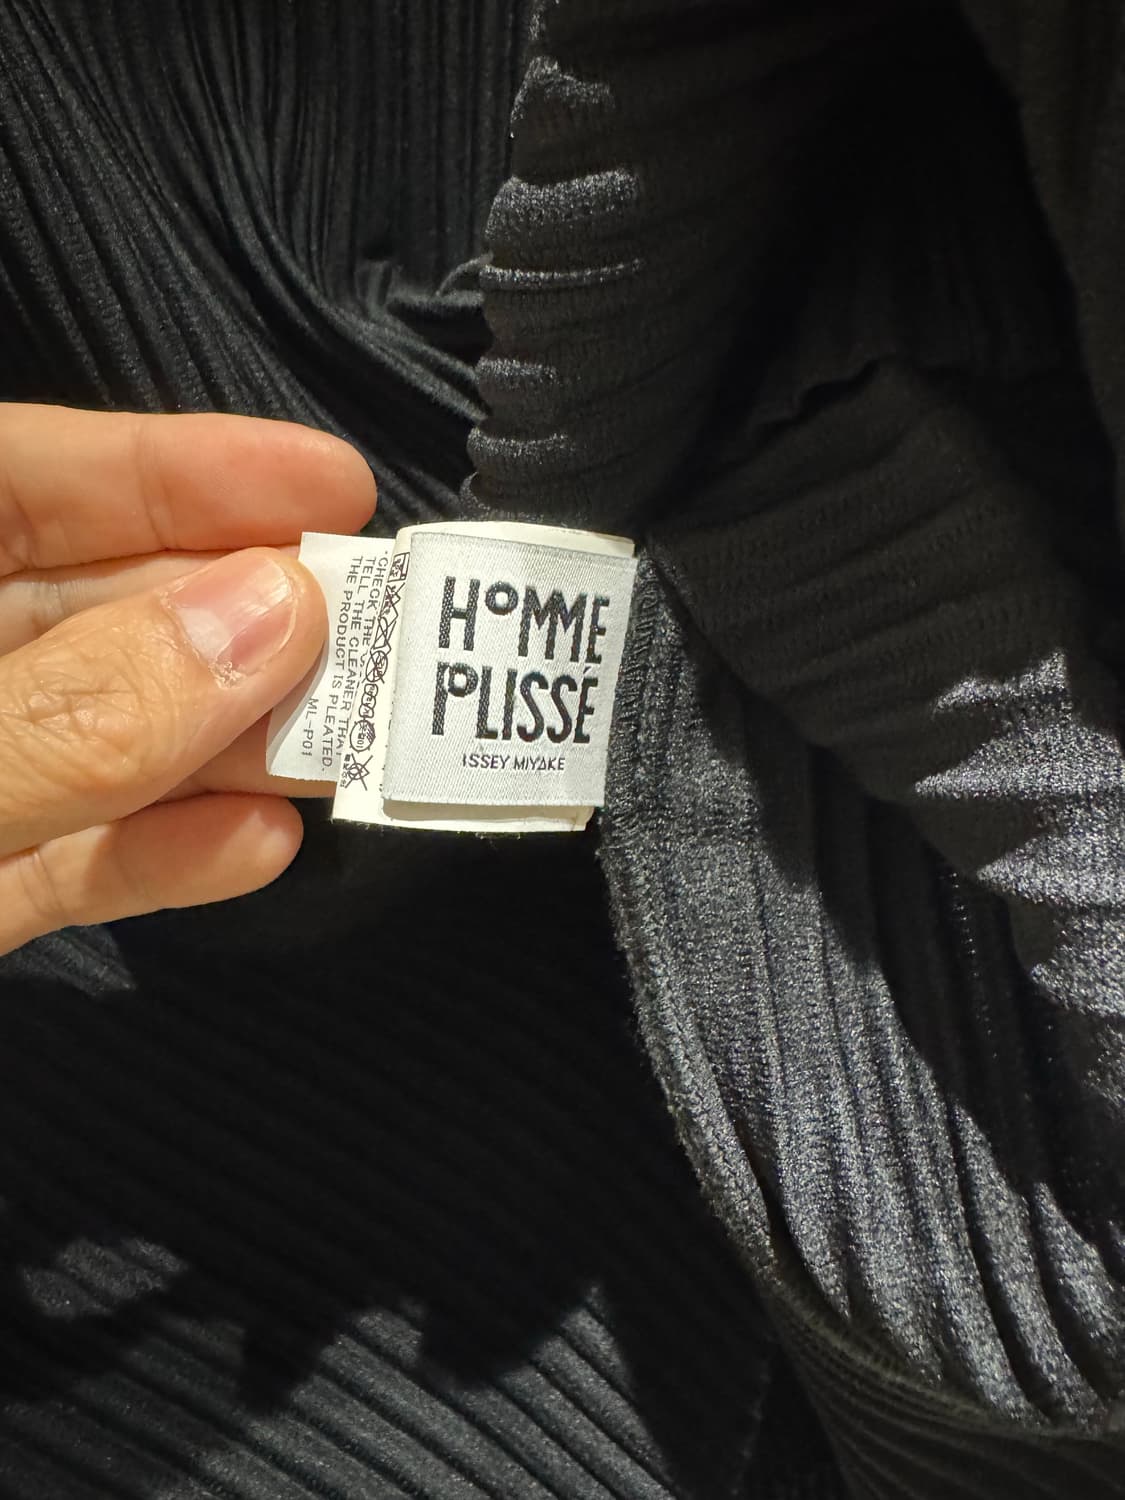 HOMME
PLISSÉ
ISSEY MIYAKE
·CHECK THE
TELL THE CLEANER THAT
THE PRODUCT IS PLEATED.
ML-P01